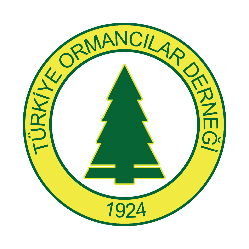 TÜRKİYE ORMANCILAR DERNEĞİ
1924